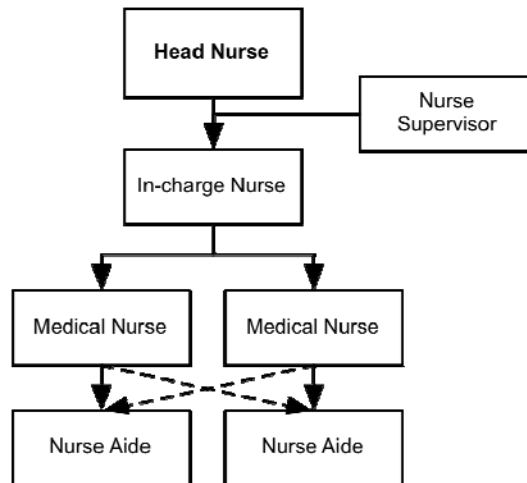 Head Nurse
Nurse
Supervisor
In-charge Nurse
Medical Nurse
Medical Nurse
Nurse Aide
Nurse Aide